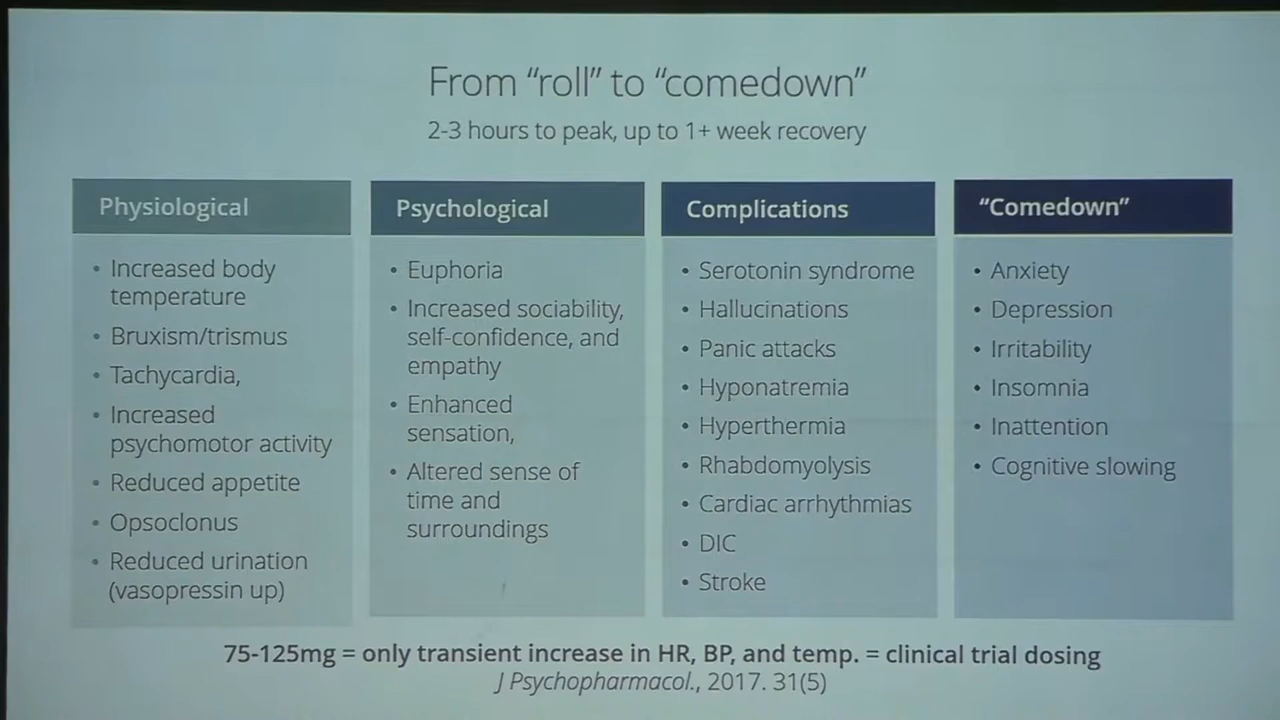 From “roll” to “comedown”
2-3 hours to peak, up to 1+ week recovery
Physiological
• Increased body
temperature
• Bruxism/trismus
• Tachycardia,
• Increased
psychomotor activity
• Reduced appetite
• Opsoclonus
• Reduced urination
(vasopressin up)
Psychological
• Euphoria
• Increased sociability,
self-confidence, and
empathy
• Enhanced
sensation,
• Altered sense of
time and
surroundings
Complications
• Serotonin syndrome
• Hallucinations
• Panic attacks
• Hyponatremia
• Hyperthermia
• Rhabdomyolysis
• Cardiac arrhythmias
• DIC
• Stroke
“Comedown”
• Anxiety
• Depression
• Irritability
• Insomnia
• Inattention
• Cognitive slowing
75-125mg = only transient increase in HR, BP, and temp. = clinical trial dosing
J Psychopharmacol., 2017. 31(5)